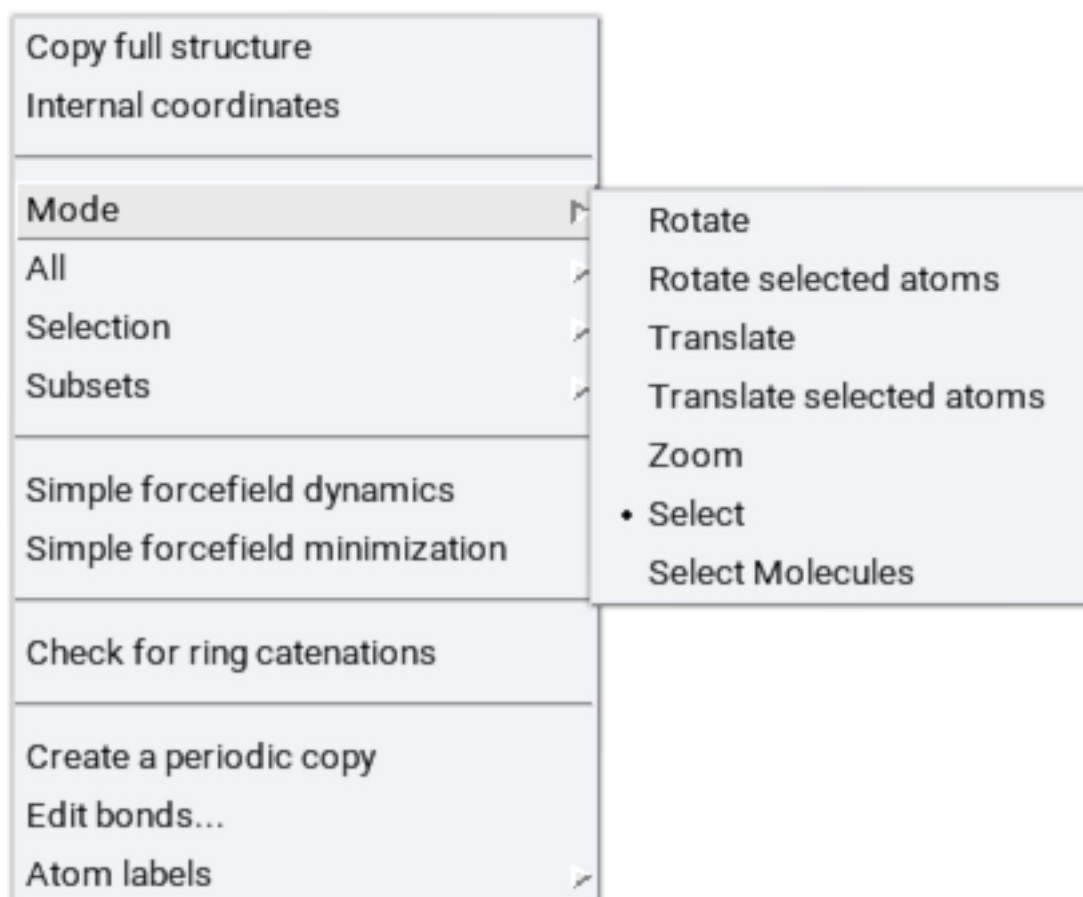 Copy full structure
Internal coordinates
Mode
All
Selection
Subsets
Simple forcefield dynamics
Simple forcefield minimization
Check for ring catenations
Create a periodic copy
Edit bonds...
Atom labels
Rotate
Rotate selected atoms
Translate
Translate selected atoms
Zoom
• Select
Select Molecules